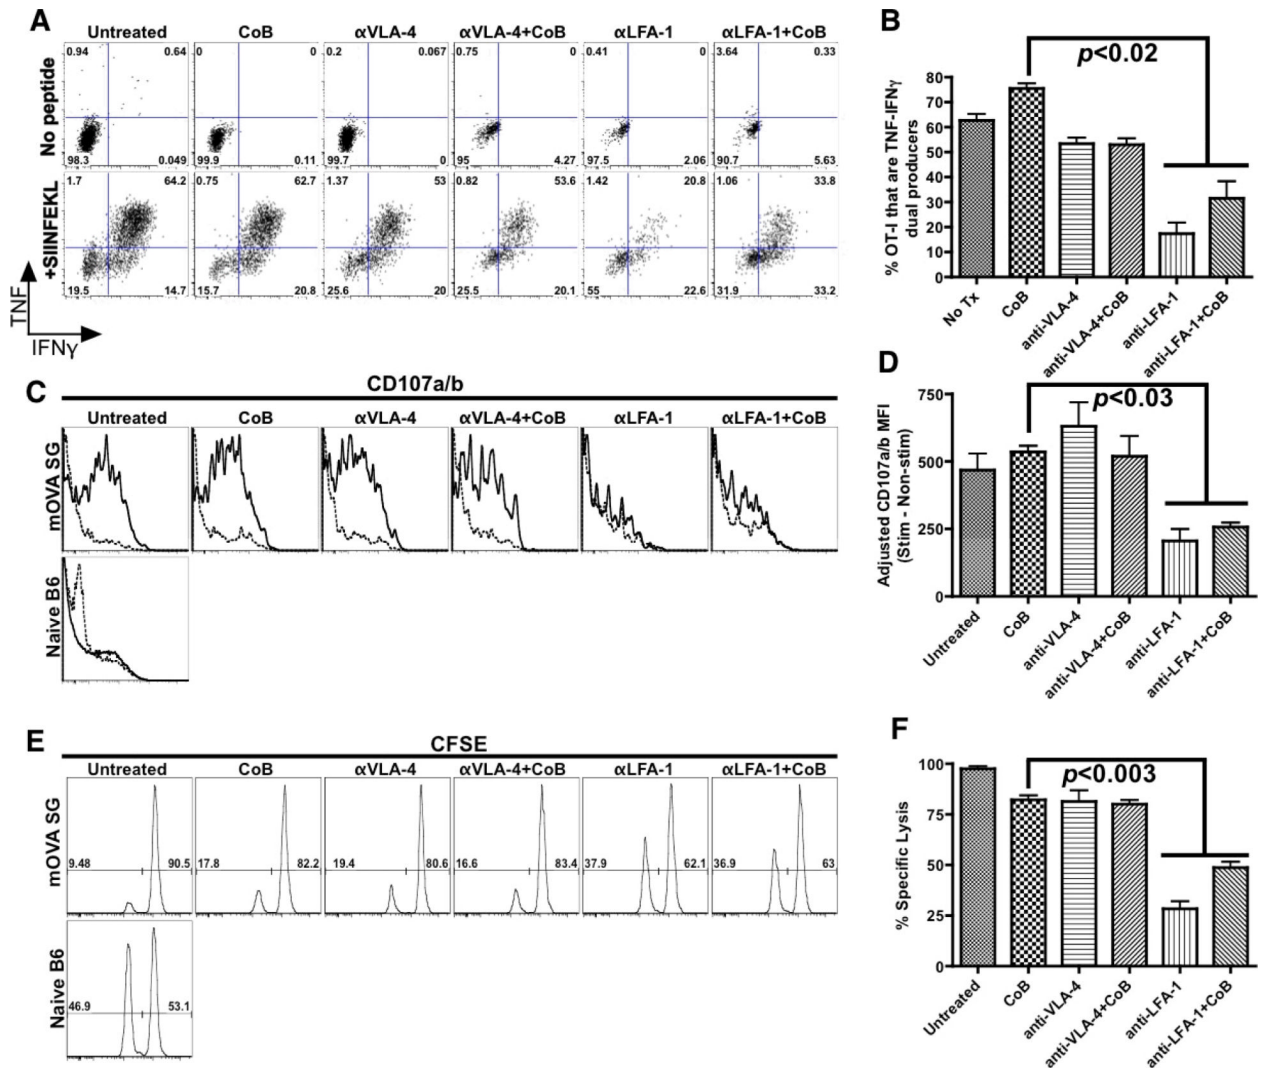 A
Untreated CoB αVLA-4 αVLA-4+CoB αLFA-1 αLFA-1+CoB
No peptide
0.94 0.64 0 0 0.2 0.067 0.75 0 0.41 0 3.64 0.33
98.3 0.049 99.9 0.11 99.7 0 95 4.27 97.5 2.06 90.7 5.63
+SIINFEKL
1.7 64.2 0.75 62.7 1.37 53 0.82 53.6 1.42 20.8 1.06 33.8
19.5 14.7 15.7 20.8 25.6 20 25.5 20.1 55 22.6 31.9 33.2
TNF
IFNγ
B
p<0.02
% OT-I that are TNF-IFNγ
dual producers
80
70
60
50
40
30
20
10
0
No Tx CoB anti-VLA-4 anti-VLA-4+CoB anti-LFA-1 anti-LFA-1+CoB
C
CD107a/b
Untreated CoB αVLA-4 αVLA-4+CoB αLFA-1 αLFA-1+CoB
mOVA SG
Naive B6
D
p<0.03
Adjusted CD107a/b MFI
(Stim - Non-stim)
750
500
250
0
Untreated CoB anti-VLA-4 anti-VLA-4+CoB anti-LFA-1 anti-LFA-1+CoB
E
CFSE
Untreated CoB αVLA-4 αVLA-4+CoB αLFA-1 αLFA-1+CoB
mOVA SG
9.48 90.5 17.8 82.2 19.4 80.6 16.6 83.4 37.9 62.1 36.9 63
Naive B6
46.9 53.1
F
p<0.003
% Specific Lysis
100
75
50
25
0
Untreated CoB anti-VLA-4 anti-VLA-4+CoB anti-LFA-1 anti-LFA-1+CoB